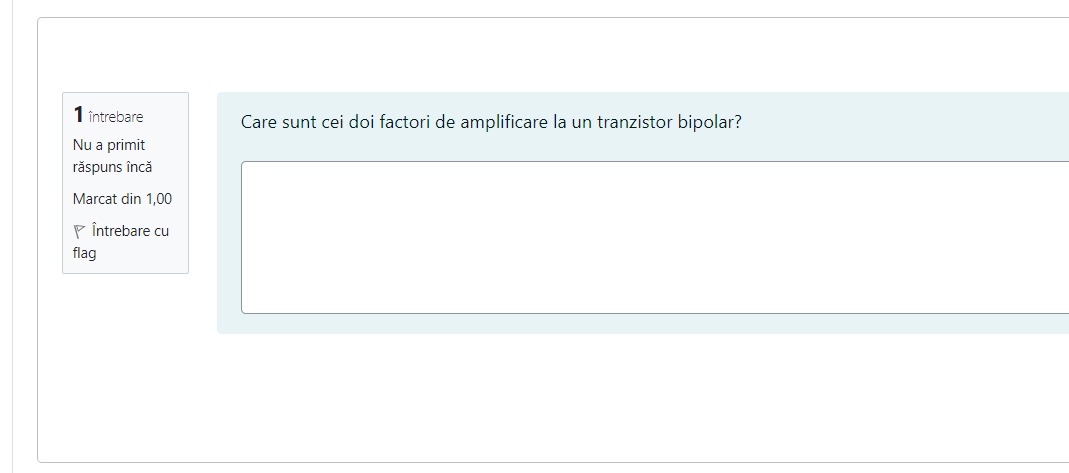 1 întrebare
Nu a primit
răspuns încă
Marcat din 1,00
Întrebare cu
flag
Care sunt cei doi factori de amplificare la un tranzistor bipolar?